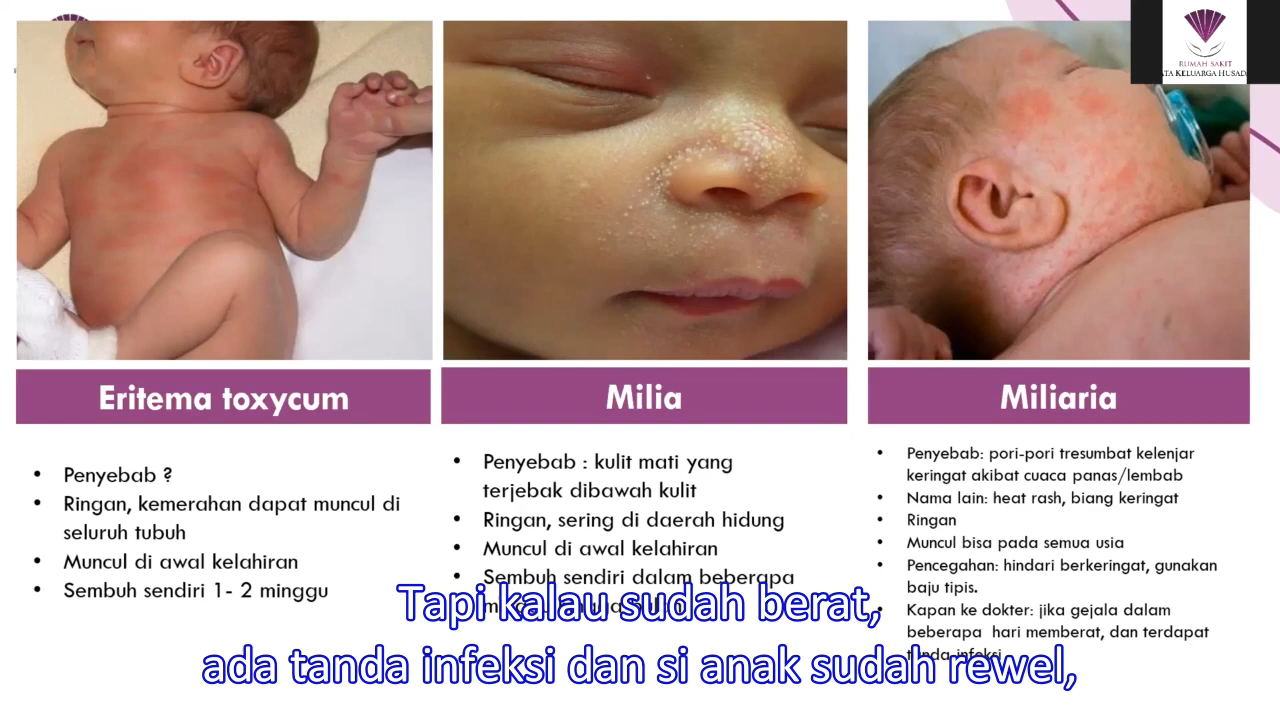 RUMAH SAKIT
ATA KELUARGA HUSAD
Eritema toxycum
• Penyebab ?
• Ringan, kemerahan dapat muncul di
seluruh tubuh
• Muncul di awal kelahiran
• Sembuh sendiri 1- 2 minggu
Milia
• Penyebab : kulit mati yang
terjebak dibawah kulit
• Ringan, sering di daerah hidung
• Muncul di awal kelahiran
• Sembuh sendiri dalam beberapa
Miliaria
• Penyebab: pori-pori tresumbat kelenjar
keringat akibat cuaca panas/lembab
• Nama lain: heat rash, biang keringat
• Ringan
• Muncul bisa pada semua usia
• Pencegahan: hindari berkeringat, gunakan
baju tipis.
• Kapan ke dokter: jika gejala dalam
beberapa hari memberat, dan terdapat
tanda infeksi
Tapi kalau sudah berat,
ada tanda infeksi dan si anak sudah rewel,